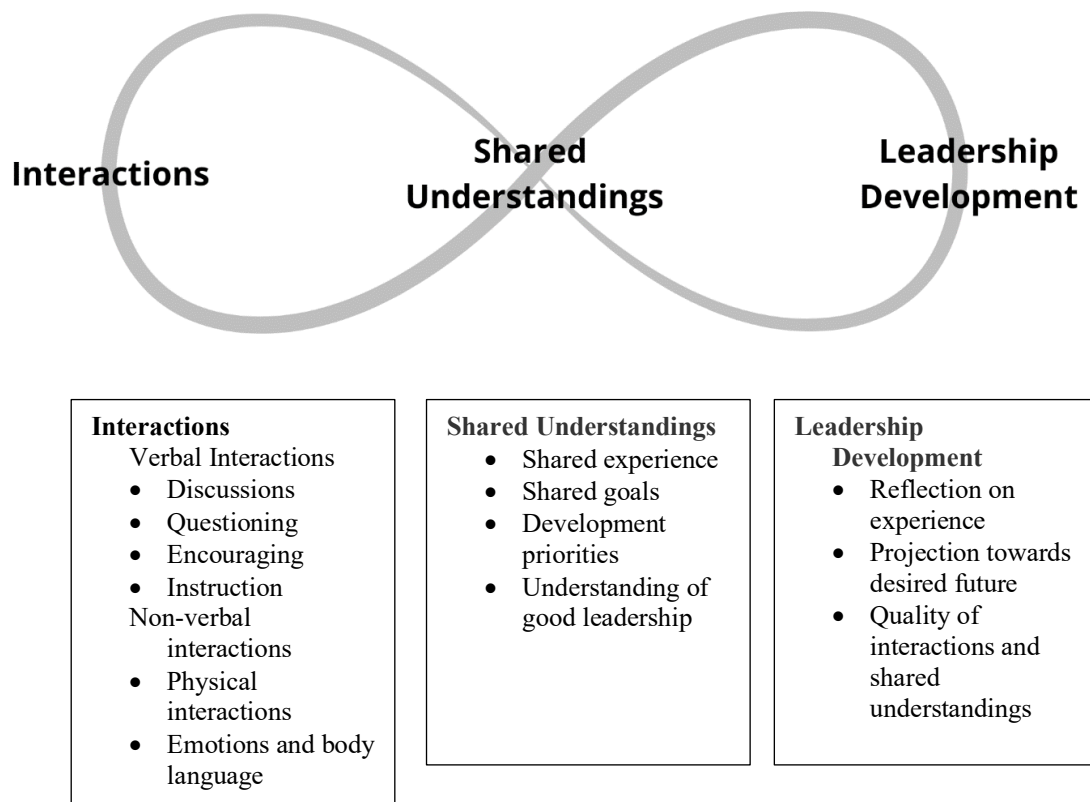 Interactions
Shared
Understandings
Leadership
Development
Interactions
Verbal Interactions
• Discussions
• Questioning
• Encouraging
• Instruction
Non-verbal
interactions
• Physical
interactions
• Emotions and body
language
Shared Understandings
• Shared experience
• Shared goals
• Development
priorities
• Understanding of
good leadership
Leadership
Development
• Reflection on
experience
• Projection towards
desired future
• Quality of
interactions and
shared
understandings